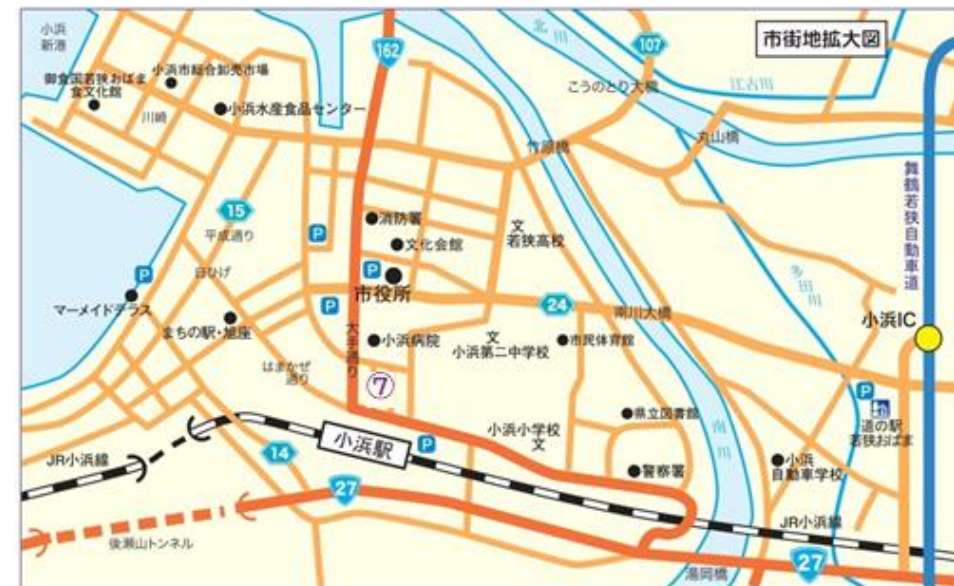 小浜
新港
162
北川
107
市街地拡大図
御食国若狭おばま
食文化館
小浜市総合卸売市場
川崎
小浜水産食品センター
こうのとり大橋
江古川
竹原橋
丸山橋
舞鶴若狭自動車道
15
平成通り
P
消防署
文化会館
文
若狭高校
白ひげ
P
P
市役所
多田川
マーメイドテラス
P
24
南川大橋
小浜IC
まちの駅・旭座
大手通り
小浜病院
文
小浜第二中学校
市民体育館
はまかぜ
通り
⑦
P
道の駅
若狭おばま
県立図書館
小浜小学校
文
南川
小浜駅
P
14
JR小浜線
警察署
小浜
自動車学校
27
後瀬山トンネル
JR小浜線
27
湯岡橋